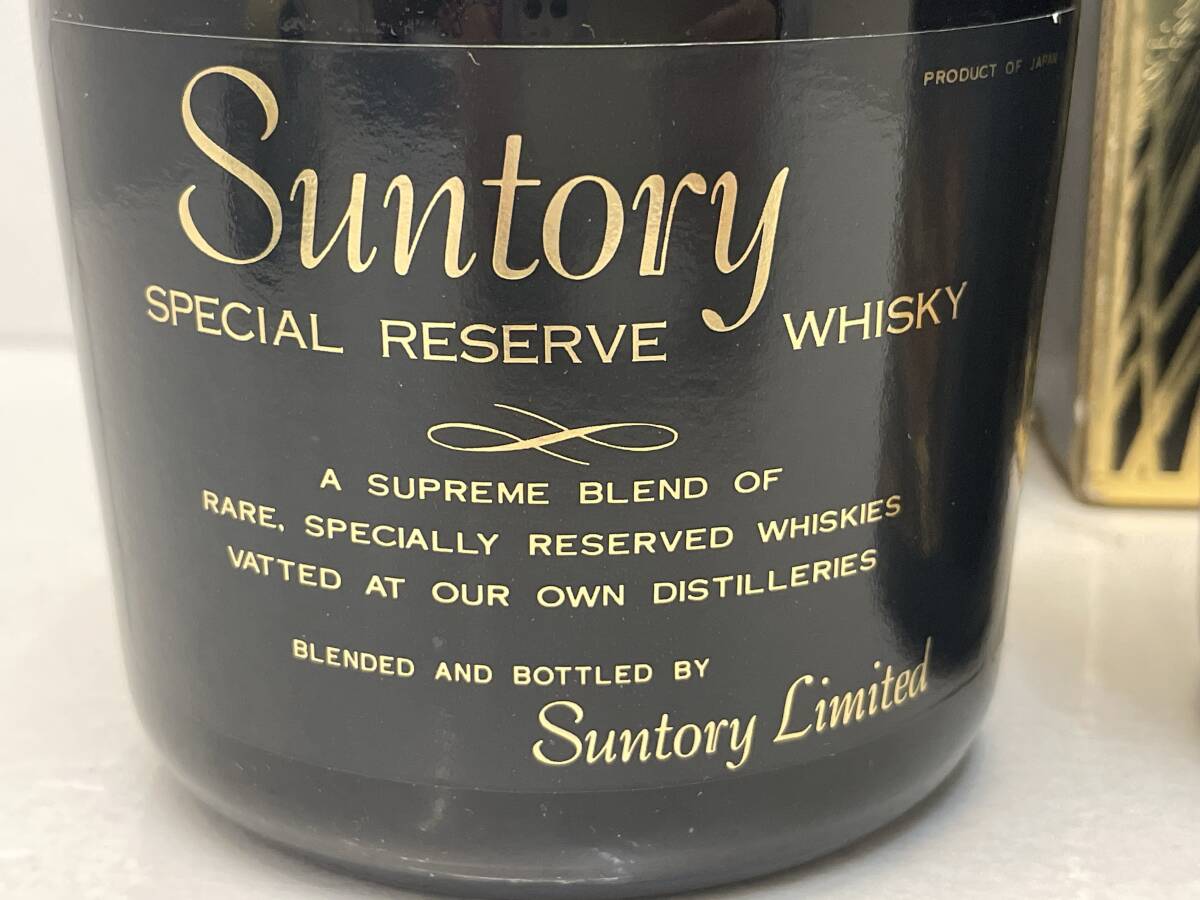 PRODUCT OF JAPAN
Suntory
SPECIAL RESERVE WHISKY
A SUPREME BLEND OF
RARE, SPECIALLY RESERVED WHISKIES
VATTED AT OUR OWN DISTILLERIES
BLENDED AND BOTTLED BY
Suntory Limited